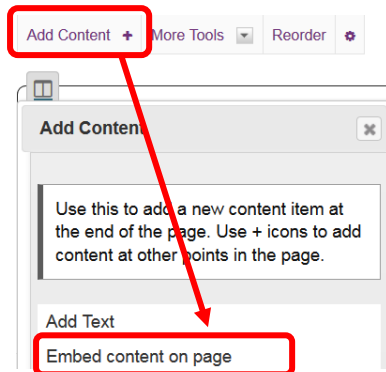 Add Content + More Tools Reorder
Add Content
Use this to add a new content item at
the end of the page. Use + icons to add
content at other points in the page.
Add Text
Embed content on page